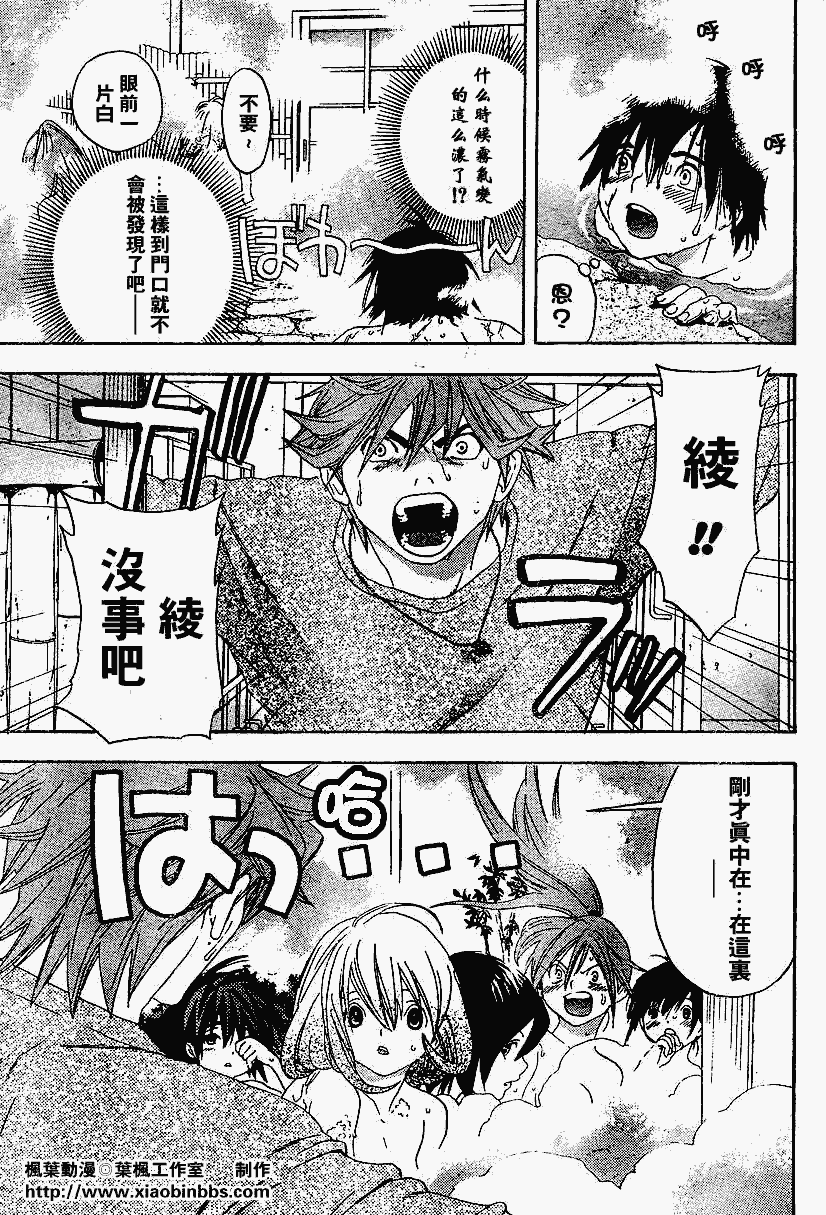 呼
呼
呼
恩?
什么時候霧氣變
的這么濃了!?
不要~
眼前一
片白
…這樣到門口就不
會被發現了吧——
ぼわ〜〜ん
綾
!!
ガラッ
綾
沒事吧
剛才眞中在…在這裏
——
哈
はっ...
楓葉動漫◎葉楓工作室 制作
http://www.xiaobinbbs.com